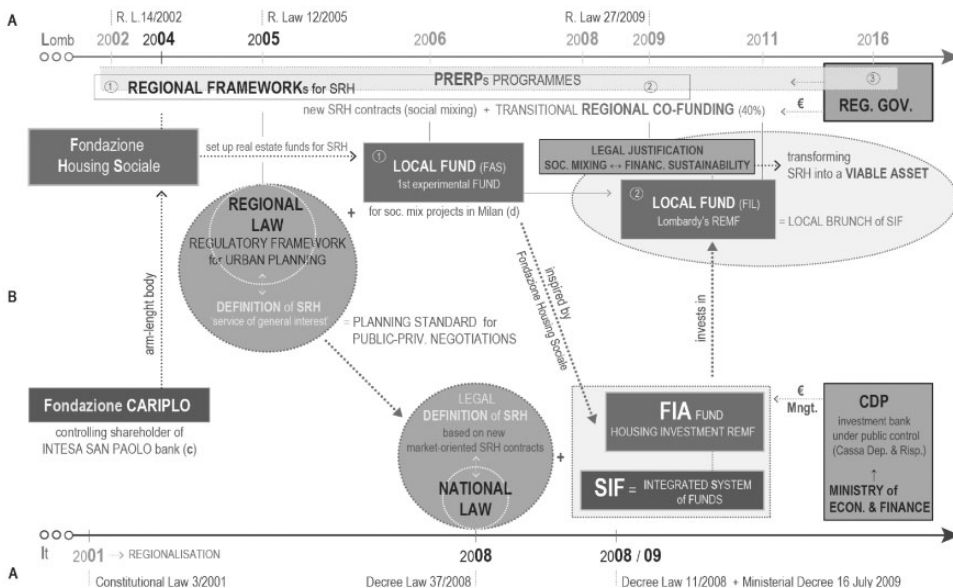 A
R. L.14/2002
R. Law 12/2005
R. Law 27/2009
Lomb
2002
2004
2005
2006
2008
2009
2011
2016
PRERPs PROGRAMMES
① REGIONAL FRAMEWORKs for SRH
②
③
REG. GOV.
new SRH contracts (social mixing) + TRANSITIONAL REGIONAL CO-FUNDING (40%)
€
Fondazione
Housing Sociale
set up real estate funds for SRH
①
LOCAL FUND (FAS)
1st experimental FUND
for soc. mix projects in Milan (d)
LEGAL JUSTIFICATION
SOC. MIXING ↔ FINANC. SUSTAINABILITY
transforming
SRH into a VIABLE ASSET
②
LOCAL FUND (FIL)
Lombardy's REMF
= LOCAL BRUNCH of SIF
+
REGIONAL
LAW
REGULATORY FRAMEWORK
for URBAN PLANNING
DEFINITION of SRH
'service of general interest'
= PLANNING STANDARD for
PUBLIC-PRIV. NEGOTIATIONS
B
arm-lenght body
inspired by
Fondazione Housing Sociale
invests in
Fondazione CARIPLO
controlling shareholder of
INTESA SAN PAOLO bank (c)
LEGAL
DEFINITION of SRH
based on new
market-oriented SRH contracts
NATIONAL
LAW
+
FIA FUND
HOUSING INVESTMENT REMF
SIF = INTEGRATED SYSTEM
of FUNDS
€
Mngt.
CDP
investment bank
under public control
(Cassa Dep. & Risp.)
MINISTRY of
ECON. & FINANCE
It
2001 → REGIONALISATION
2008
2008 / 09
A
Constitutional Law 3/2001
Decree Law 37/2008
Decree Law 11/2008 + Ministerial Decree 16 July 2009